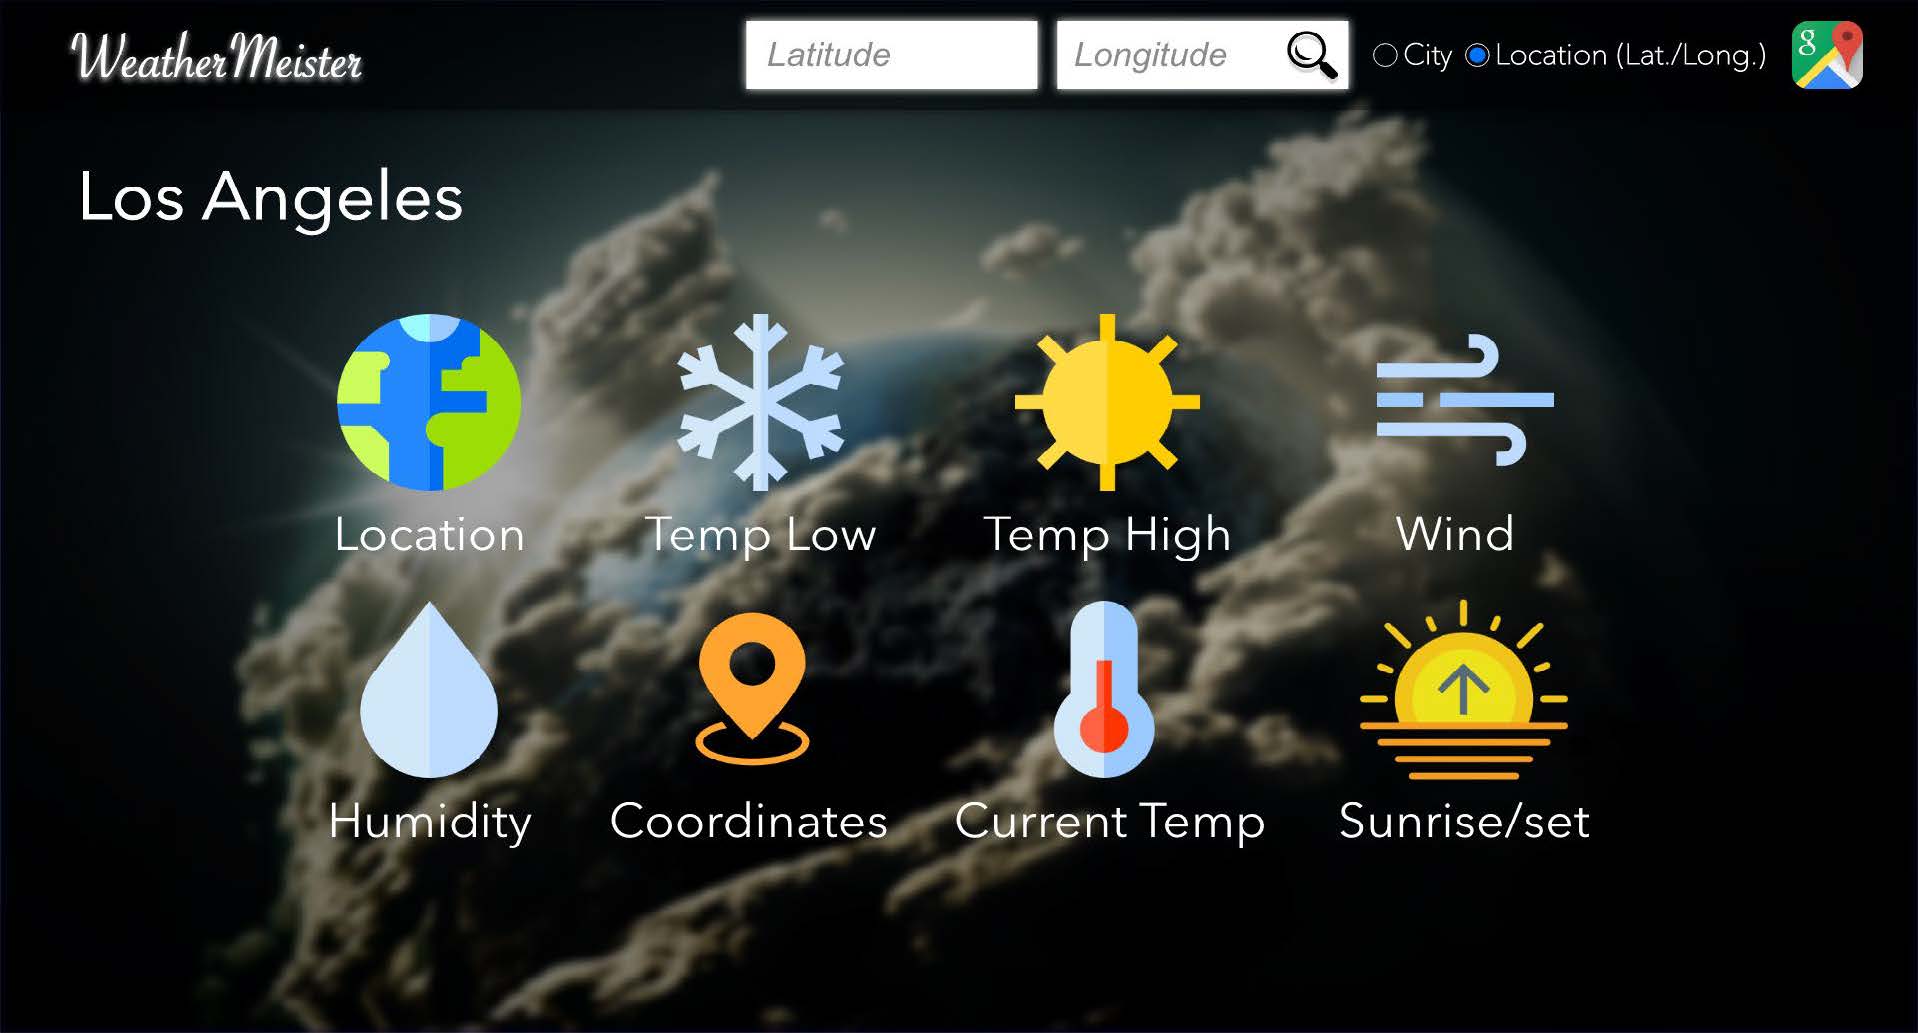 WeatherMeister
Latitude
Longitude
City
Location (Lat./Long.)
g
Los Angeles
Location
Temp Low
Temp High
Wind
Humidity
Coordinates
Current Temp
Sunrise/set